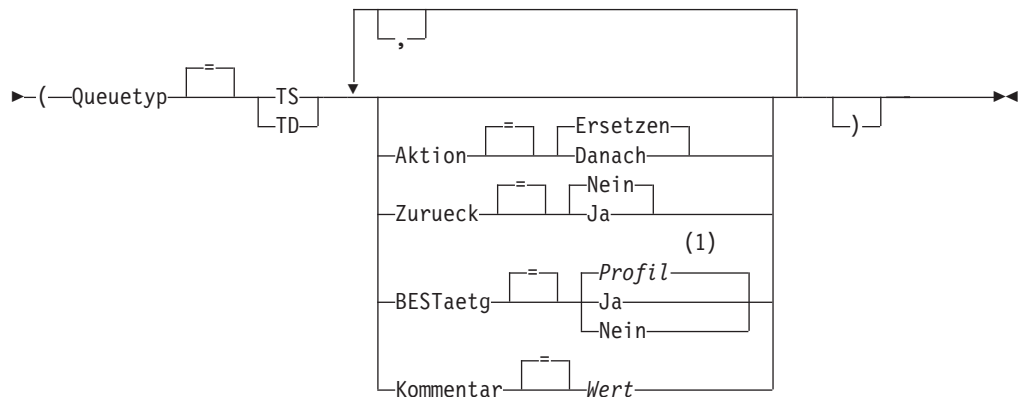 ,
( Queuetyp = TS
TD
)
Aktion = Ersetzen
Danach
Zurueck = Nein
Ja
(1)
BESTaetg = Profil
Ja
Nein
Kommentar = Wert